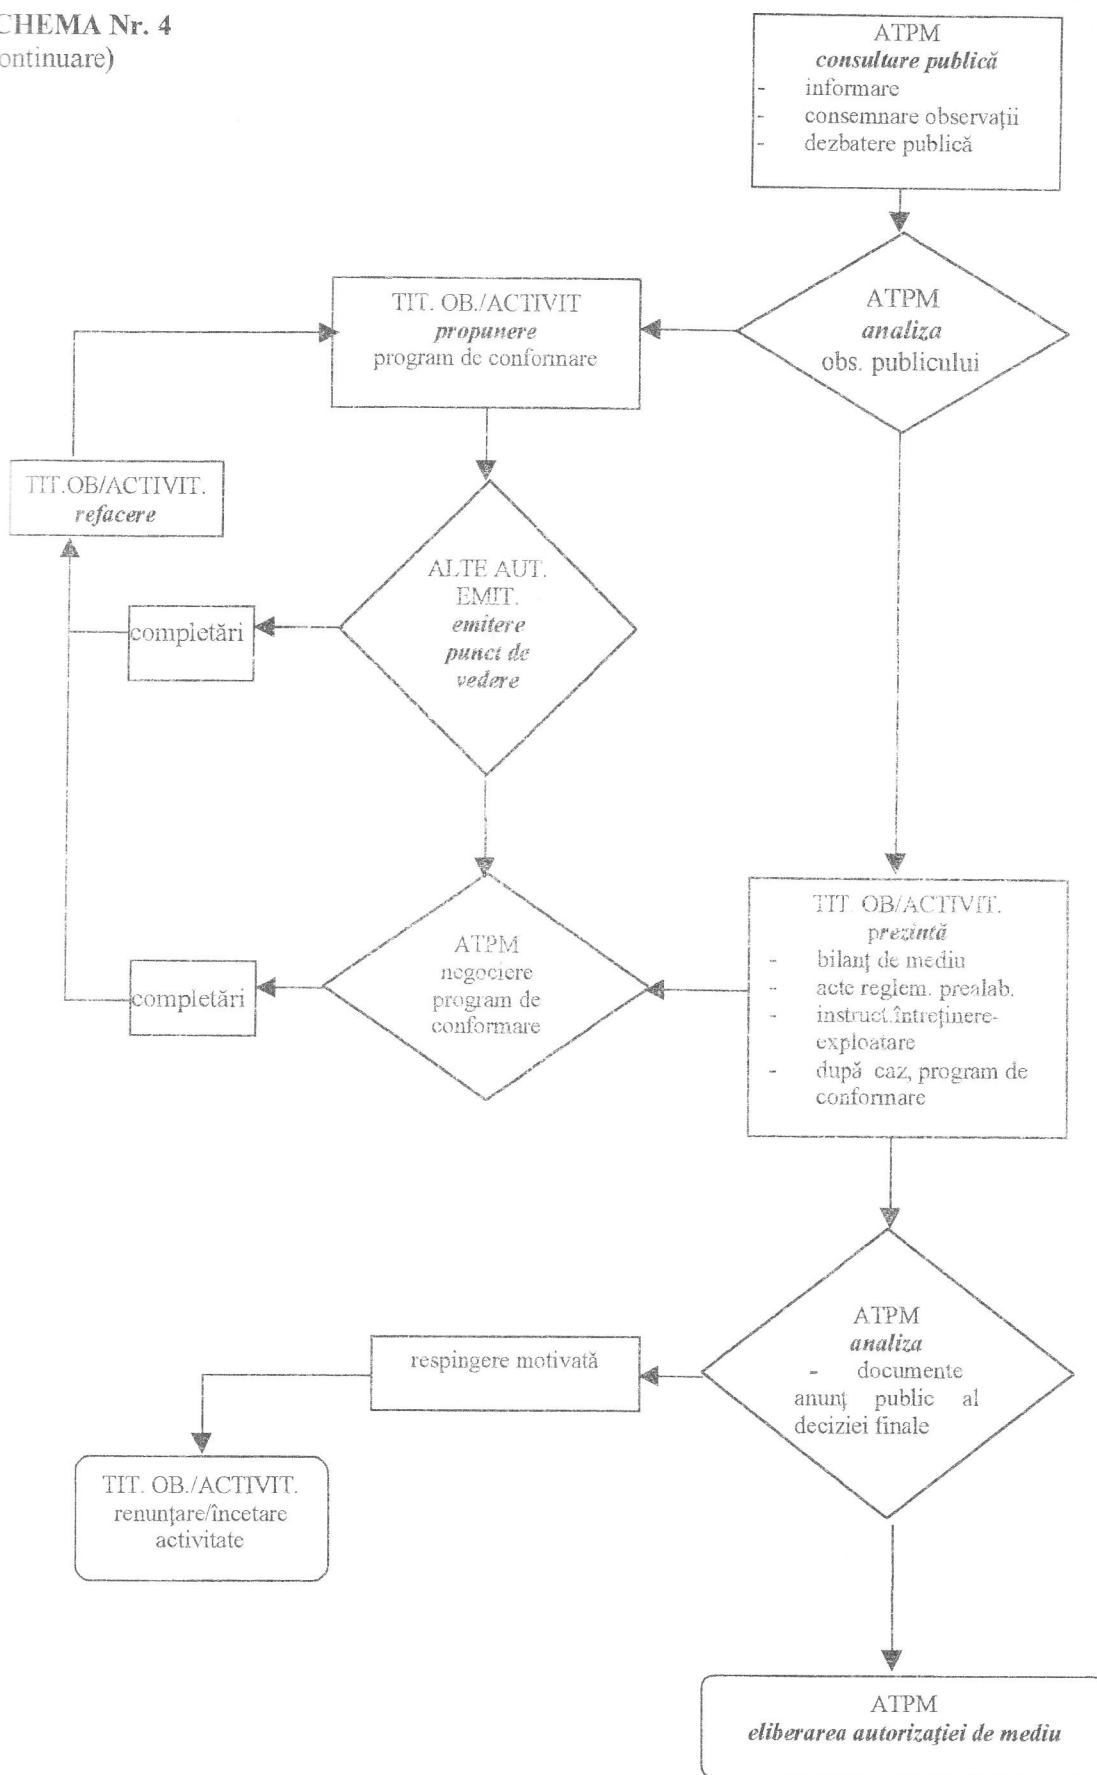 CHEMA Nr. 4
ontinuare)
ATPM
consultare publică
- informare
- consemnare observații
- dezbatere publică
ATPM
analiza
obs. publicului
TIT. OB./ACTIVIT
propunere
program de conformare
TIT.OB/ACTIVIT.
refacere
ALTE AUT.
EMIT.
emitere
punct de
vedere
completări
ATPM
negociere
program de
conformare
completări
TIT. OB/ACTIVIT.
prezintă
- bilanț de mediu
- acte reglem. prealab.
- instruct.întreținere-
exploatare
- după caz, program de
conformare
ATPM
analiza
- documente
anunț public al
deciziei finale
respingere motivată
TIT. OB./ACTIVIT.
renunțare/încetare
activitate
ATPM
eliberarea autorizației de mediu